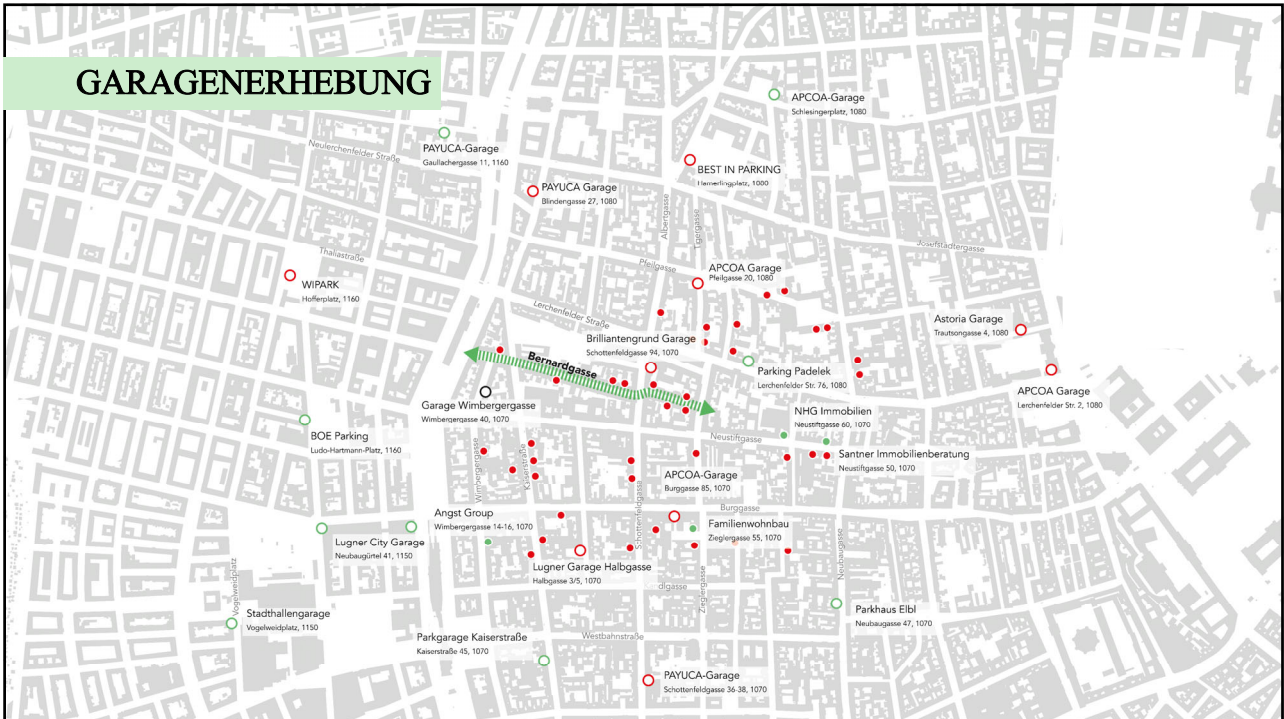 GARAGENERHEBUNG
APCOA-Garage
Schlesingerplatz, 1080
PAYUCA-Garage
Gaullachergasse 11, 1160
Neulerchenfelder Straße
BEST IN PARKING
Hamerlingplatz, 1000
PAYUCA Garage
Blindengasse 27, 1080
Albertgasse
Tigergasse
Josefstädtergasse
Thaliastraße
Pfeilgasse
APCOA Garage
Pfeilgasse 20, 1080
WIPARK
Hofferplatz, 1160
Lerchenfelder Straße
Astoria Garage
Trautsongasse 4, 1080
Brilliantengrund Garage
Schottenfeldgasse 94, 1070
Bernardgasse
Parking Padelek
Lerchenfelder Str. 76, 1080
APCOA Garage
Lerchenfelder Str. 2, 1080
Garage Wimbergergasse
Wimbergergasse 40, 1070
NHG Immobilien
Neustiftgasse 60, 1070
BOE Parking
Ludo-Hartmann-Platz, 1160
Neustiftgasse
Santner Immobilienberatung
Neustiftgasse 50, 1070
Wimbergergasse
Kaiserstraße
APCOA-Garage
Burggasse 85, 1070
Schottenfeldgasse
Burggasse
Angst Group
Wimbergergasse 14-16, 1070
Familienwohnbau
Zieglergasse 55, 1070
Lugner City Garage
Neubaugürtel 41, 1150
Neubaugasse
Lugner Garage Halbgasse
Halbgasse 3/5, 1070
dlgasse
Zieglergasse
Vogelweidplatz
Stadthallengarage
Vogelweidplatz, 1150
Parkhaus Elbl
Neubaugasse 47, 1070
Parkgarage Kaiserstraße
Kaiserstraße 45, 1070
Westbahnstraße
PAYUCA-Garage
Schottenfeldgasse 36-38, 1070